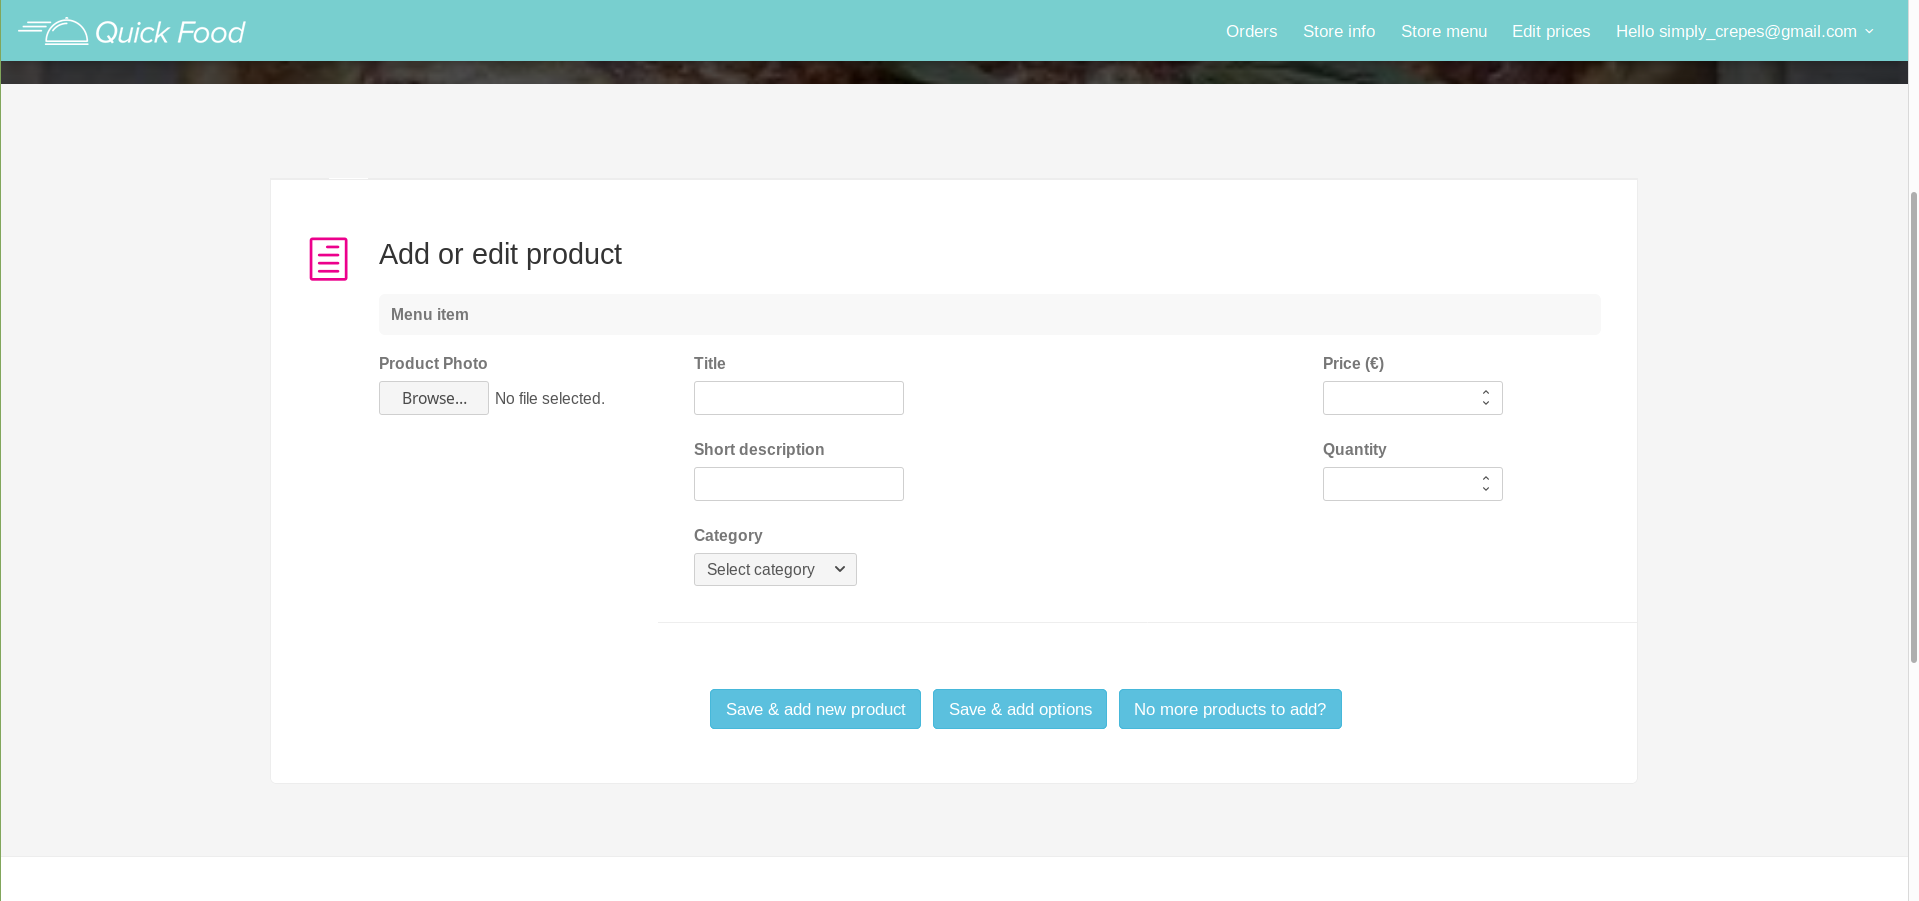 Quick Food
Orders Store info Store menu Edit prices Hello simply_crepes@gmail.com
Add or edit product
Menu item
Product Photo Title Price (€)
Browse... No file selected.
Short description Quantity
Category
Select category
Save & add new product Save & add options No more products to add?